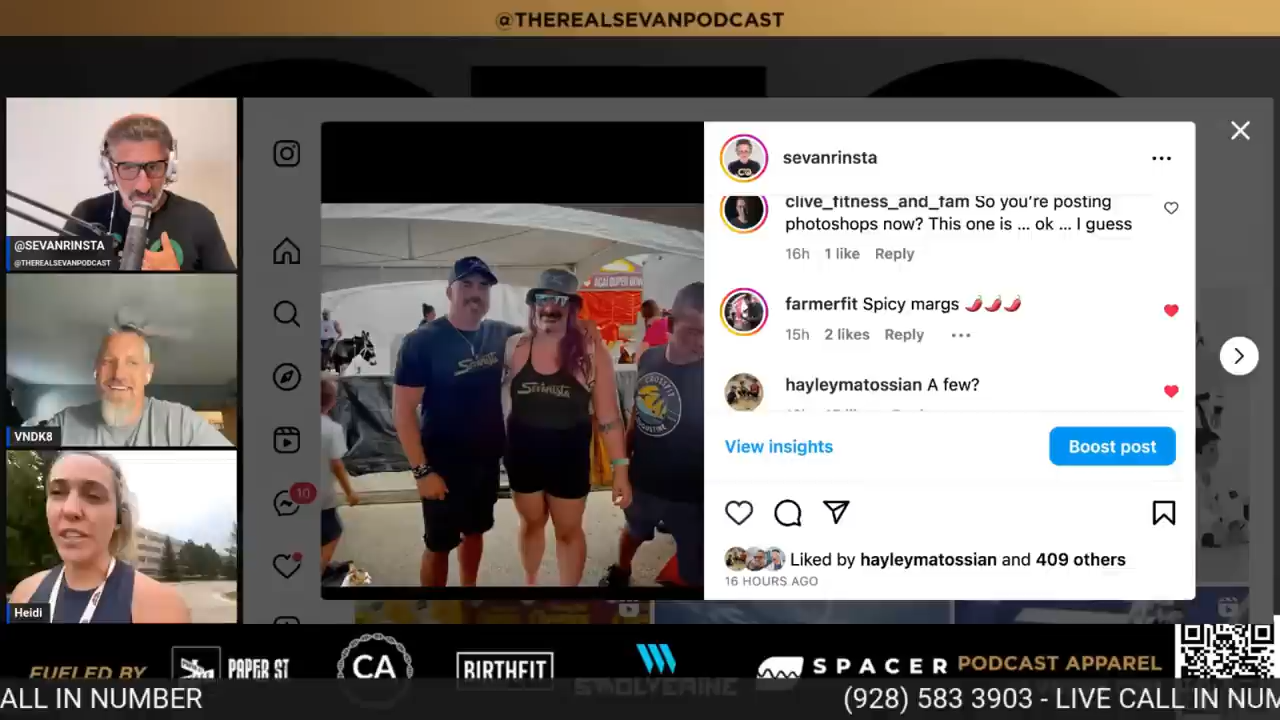 @THEREALSEVANPODCAST
@SEVANRINSTA
@THEREALSEVANPODCAST
VNDK8
Heidi
10
sevanrinsta
clive_fitness_and_fam So you're posting
photoshops now? This one is ... ok ... I guess
16h 1 like Reply
farmerfit Spicy margs 🌶️🌶️🌶️
15h 2 likes Reply
hayleymatossian A few?
View insights
Boost post
Liked by hayleymatossian and 409 others
16 HOURS AGO
CROSSFIT
FUELED BY
PAPER ST
CA
BIRTHFIT
SWOLVERINE
SPACER
PODCAST APPAREL
ALL IN NUMBER
(928) 583 3903 - LIVE CALL IN NUM